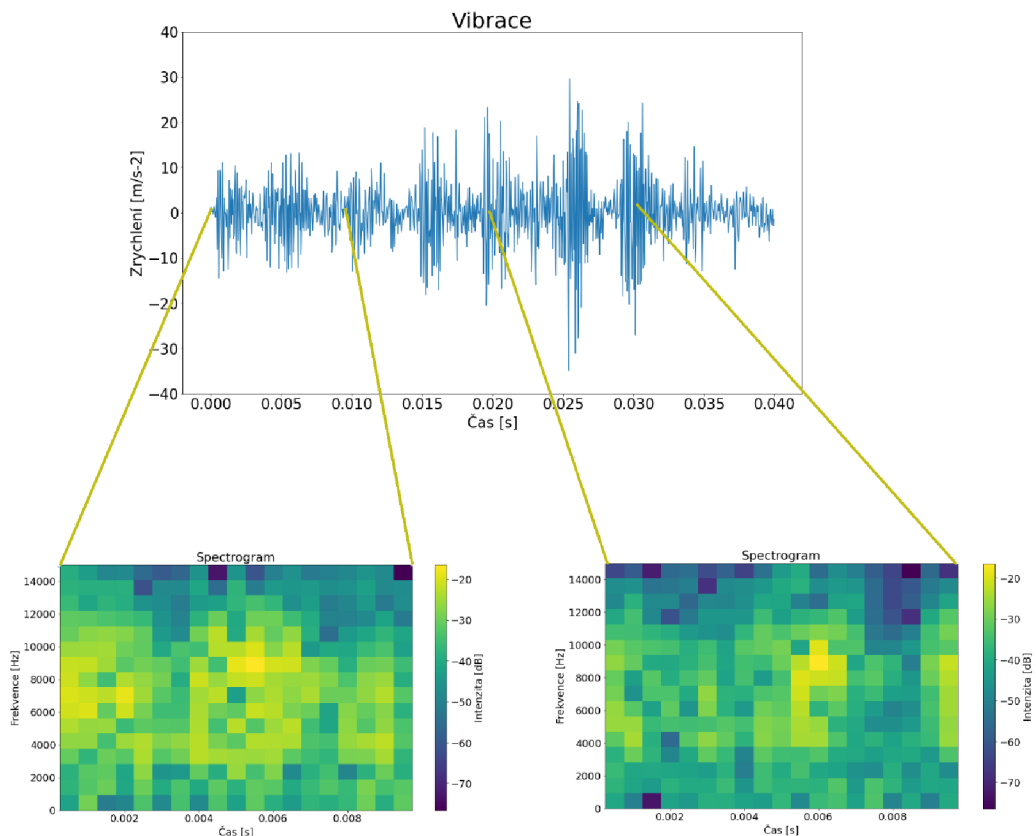 Vibrace
40
30
20
10
0
−10
−20
−30
−40
Zrychlení [m/s-2]
0.000 0.005 0.010 0.015 0.020 0.025 0.030 0.035 0.040
Čas [s]
Spectrogram
14000
12000
10000
8000
6000
4000
2000
0
Frekvence [Hz]
0.002 0.004 0.006 0.008
Čas [s]
−20
−30
−40
−50
−60
−70
Intenzita [dB]
Spectrogram
14000
12000
10000
8000
6000
4000
2000
0
Frekvence [Hz]
0.002 0.004 0.006 0.008
Čas [s]
−20
−30
−40
−50
−60
−70
Intenzita [dB]